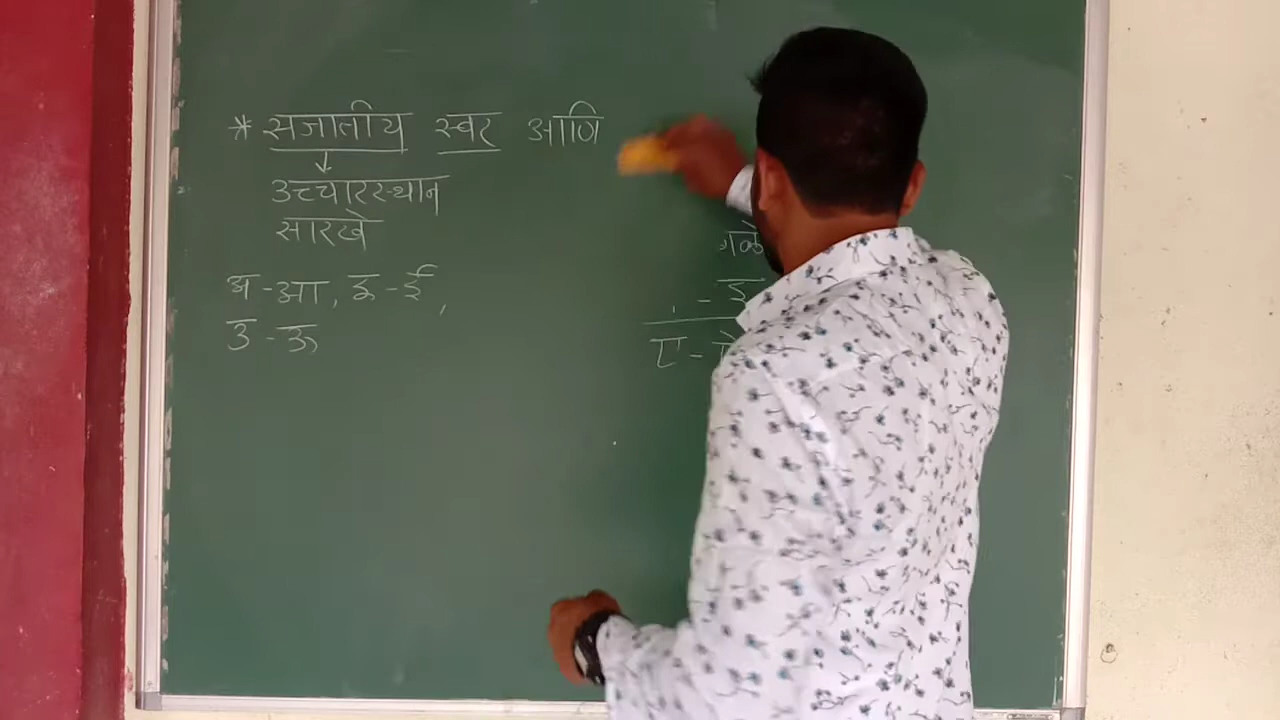 * सजातीय स्वर आणि
उच्चारस्थान
सारखे
अ-आ, इ-ई,
उ-ऊ
- इ
ए-